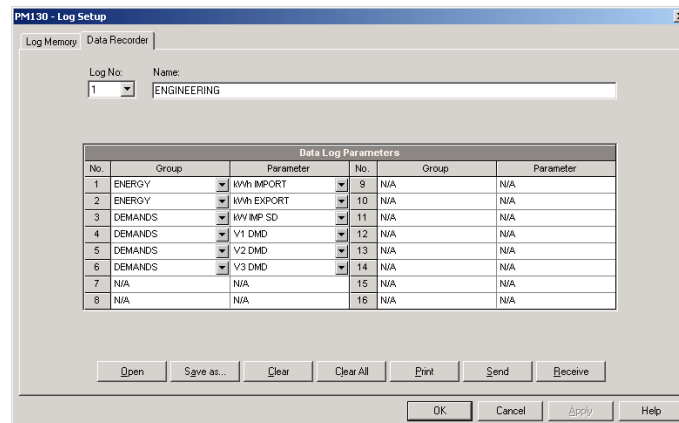 PM130 - Log Setup
Log Memory Data Recorder
Log No: Name:
1 ENGINEERING
Data Log Parameters
No. Group Parameter No. Group Parameter
1 ENERGY kWh IMPORT 9 N/A N/A
2 ENERGY kWh EXPORT 10 N/A N/A
3 DEMANDS kW IMP SD 11 N/A N/A
4 DEMANDS V1 DMD 12 N/A N/A
5 DEMANDS V2 DMD 13 N/A N/A
6 DEMANDS V3 DMD 14 N/A N/A
7 N/A N/A 15 N/A N/A
8 N/A N/A 16 N/A N/A
Open Save as... Clear Clear All Print Send Receive
OK Cancel Apply Help